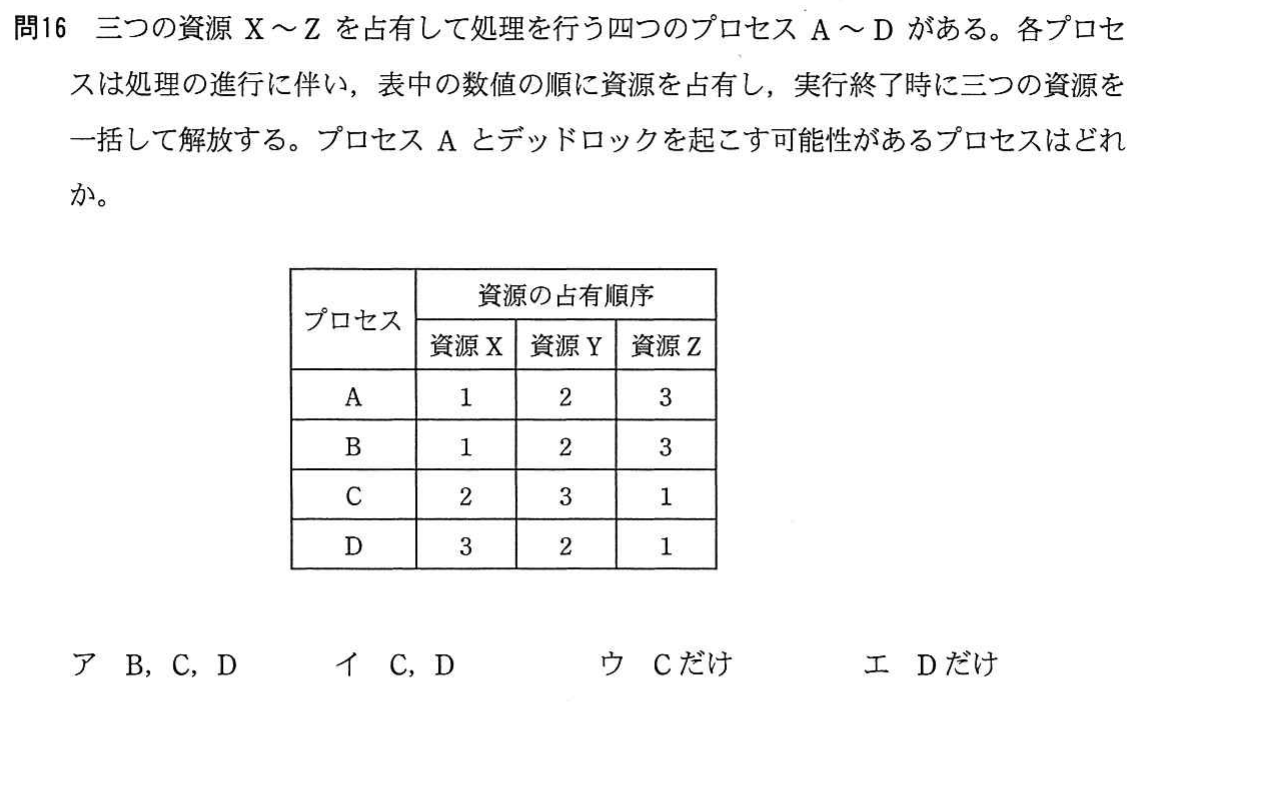 問16 三つの資源 X～Z を占有して処理を行う四つのプロセス A～D がある。各プロセ
スは処理の進行に伴い，表中の数値の順に資源を占有し，実行終了時に三つの資源を
一括して解放する。プロセス A とデッドロックを起こす可能性があるプロセスはどれ
か。
プロセス 資源の占有順序
資源 X 資源 Y 資源 Z
A 1 2 3
B 1 2 3
C 2 3 1
D 3 2 1
ア B，C，D イ C，D ウ C だけ エ D だけ